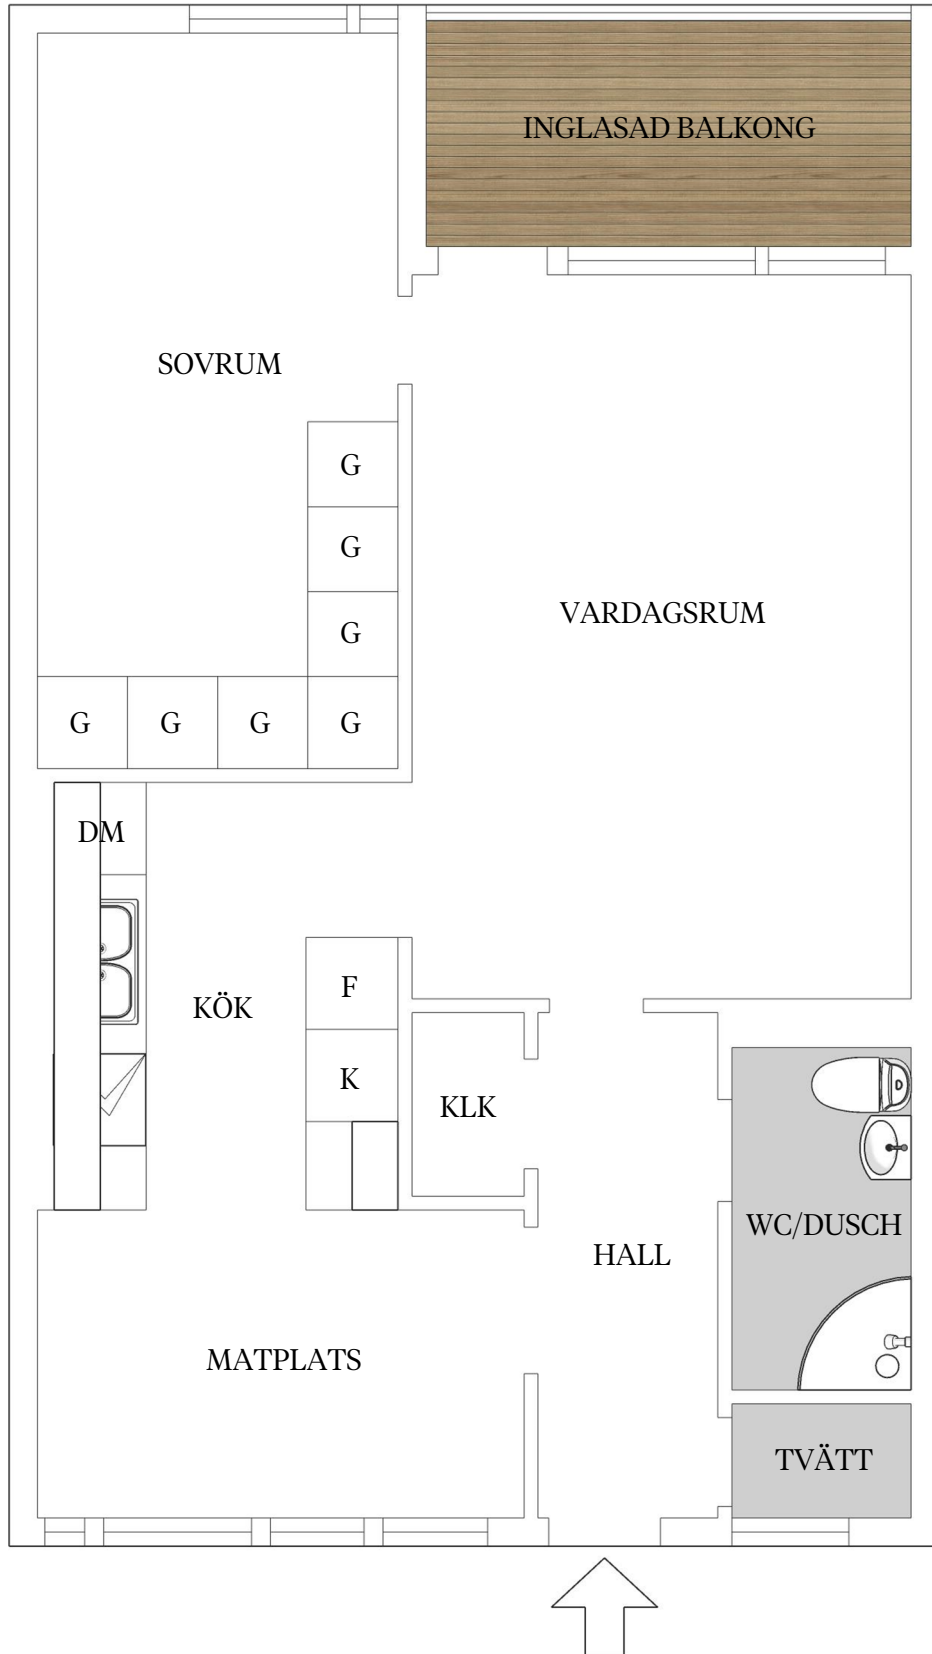 INGLASAD BALKONG
SOVRUM
G
G
VARDAGSRUM
G
G G G G
DM
F
KÖK
K
KLK
WC/DUSCH
HALL
MATPLATS
TVÄTT